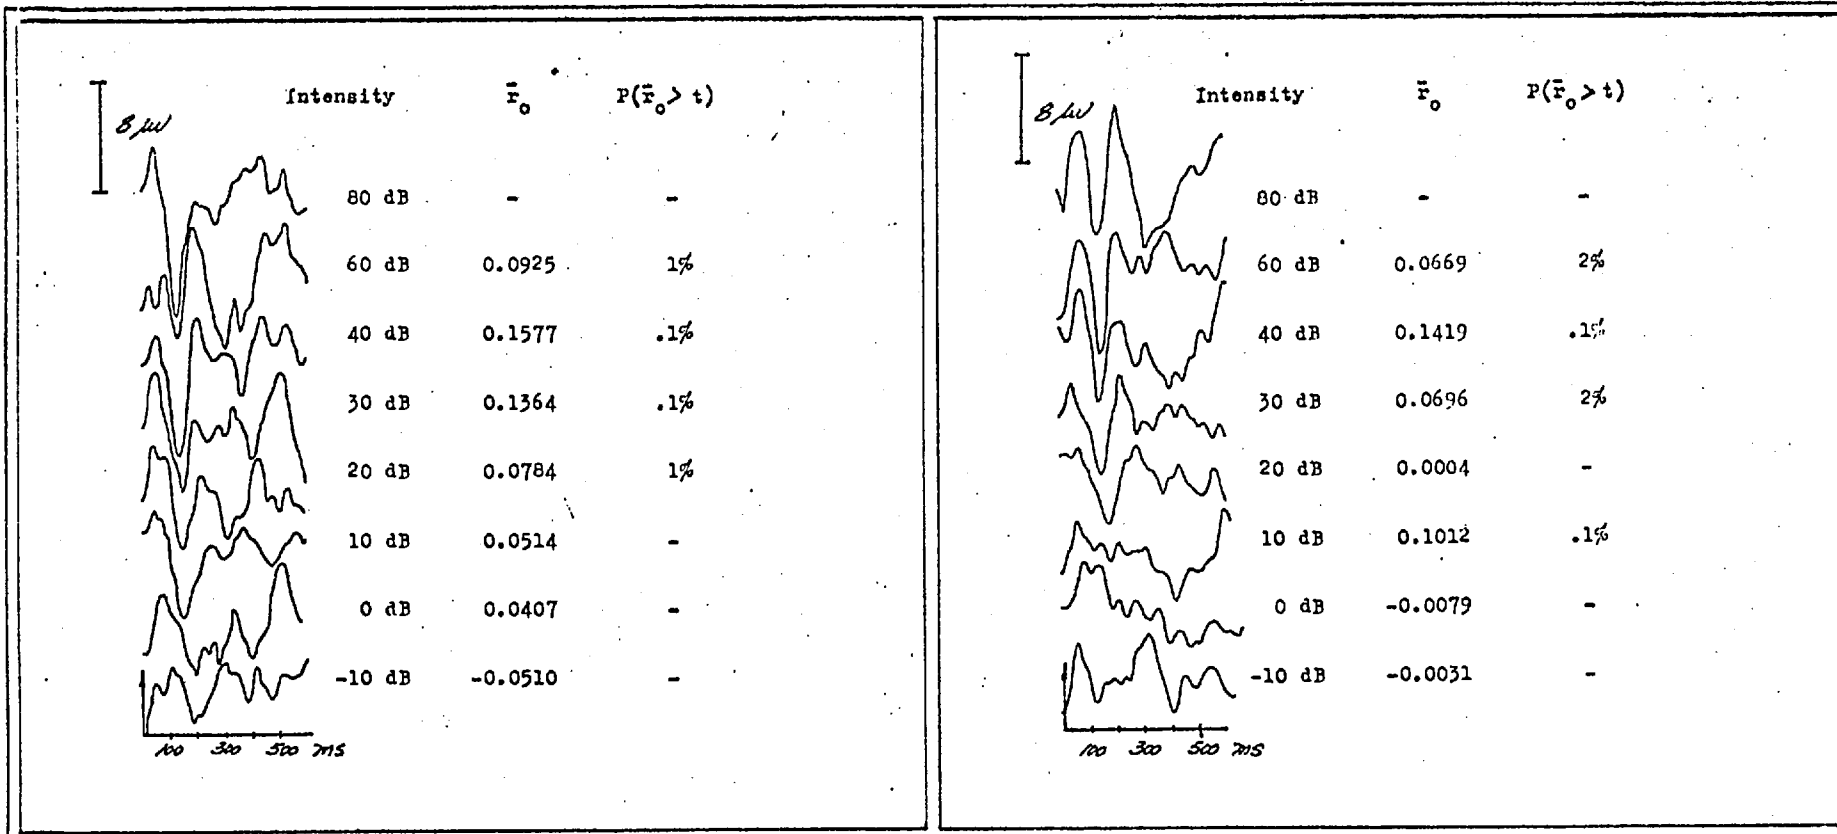 Intensity r̄o P(r̄o > t)
8 μv
80 dB - -
60 dB 0.0925 1%
40 dB 0.1577 .1%
30 dB 0.1364 .1%
20 dB 0.0784 1%
10 dB 0.0514 -
0 dB 0.0407 -
-10 dB -0.0510 -
100 300 500 ms
Intensity r̄o P(r̄o > t)
8 μv
80 dB - -
60 dB 0.0669 2%
40 dB 0.1419 .1%
30 dB 0.0696 2%
20 dB 0.0004 -
10 dB 0.1012 .1%
0 dB -0.0079 -
-10 dB -0.0031 -
100 300 500 ms